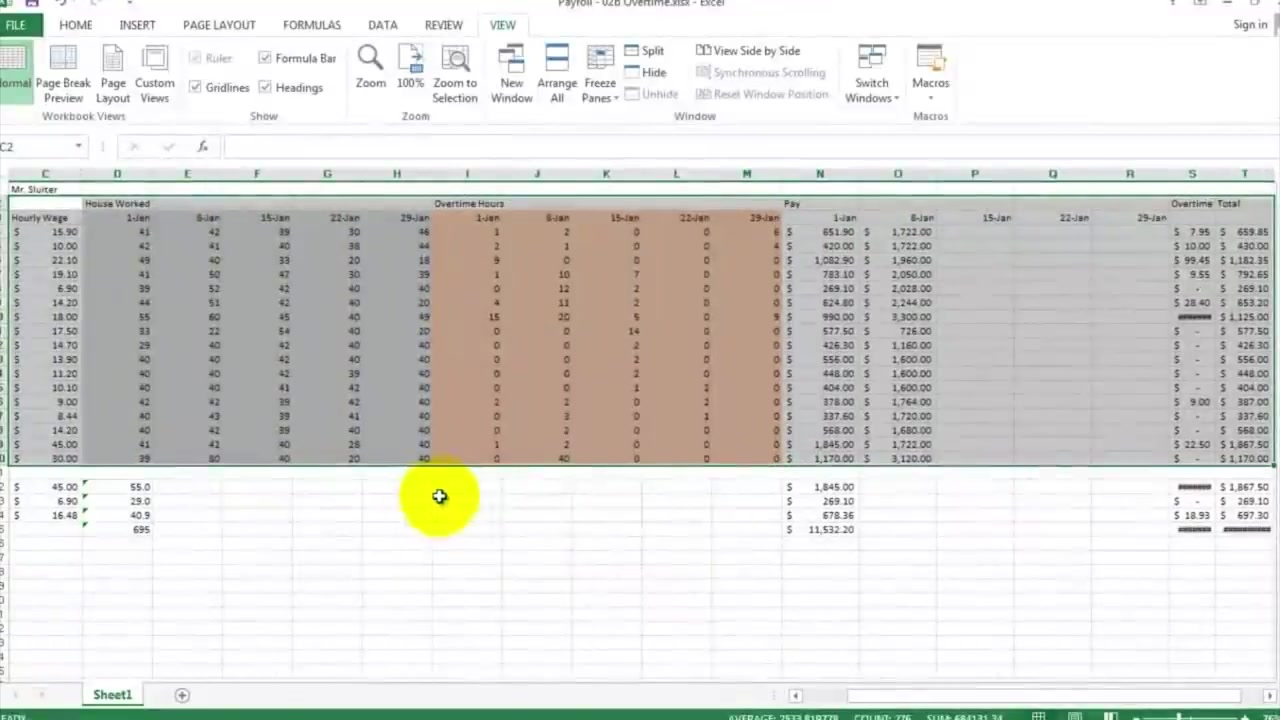 Payroll - 02b Overtime.xlsx - Excel
FILE HOME INSERT PAGE LAYOUT FORMULAS DATA REVIEW VIEW Sign in
Normal Page Break Preview Page Layout Custom Views
Ruler Formula Bar
Gridlines Headings
Zoom 100% Zoom to Selection
New Window Arrange All Freeze Panes
Split
Hide
Unhide
View Side by Side
Synchronous Scrolling
Reset Window Position
Switch Windows Macros
Workbook Views Show Zoom Window Macros
C2 fx
C D E F G H I J K L M N O P Q R S T
Mr. Sluiter
House Worked Overtime Hours Pay Overtime Total
Hourly Wage 1-Jan 8-Jan 15-Jan 22-Jan 29-Jan 1-Jan 8-Jan 15-Jan 22-Jan 29-Jan 1-Jan 8-Jan 15-Jan 22-Jan 29-Jan
$ 15.90 41 42 39 30 46 1 2 0 0 6 $ 651.90 $ 1,722.00 $ 7.95 $ 659.85
$ 10.00 42 41 40 38 44 2 1 0 0 4 $ 420.00 $ 1,722.00 $ 10.00 $ 430.00
$ 22.10 49 40 33 20 18 9 0 0 0 0 $ 1,082.90 $ 1,960.00 $ 99.45 $ 1,182.35
$ 19.10 41 50 47 30 39 1 10 7 0 0 $ 783.10 $ 2,050.00 $ 9.55 $ 792.65
$ 6.90 39 52 42 40 40 0 12 2 0 0 $ 269.10 $ 2,028.00 $ - $ 269.10
$ 14.20 44 51 42 40 20 4 11 2 0 0 $ 624.80 $ 2,244.00 $ 28.40 $ 653.20
$ 18.00 55 60 45 40 49 15 20 5 0 9 $ 990.00 $ 3,300.00 ####### $ 1,125.00
$ 17.50 33 22 54 40 20 0 0 14 0 0 $ 577.50 $ 726.00 $ - $ 577.50
$ 14.70 29 40 42 40 40 0 0 2 0 0 $ 426.30 $ 1,160.00 $ - $ 426.30
$ 13.90 40 40 42 40 40 0 0 2 0 0 $ 556.00 $ 1,600.00 $ - $ 556.00
$ 11.20 40 40 42 39 40 0 0 2 0 0 $ 448.00 $ 1,600.00 $ - $ 448.00
$ 10.10 40 40 41 42 40 0 0 1 2 0 $ 404.00 $ 1,600.00 $ - $ 404.00
$ 9.00 42 42 39 42 40 2 2 0 2 0 $ 378.00 $ 1,764.00 $ 9.00 $ 387.00
$ 8.44 40 43 39 41 40 0 3 0 1 0 $ 337.60 $ 1,720.00 $ - $ 337.60
$ 14.20 40 42 39 40 40 0 2 0 0 0 $ 568.00 $ 1,680.00 $ - $ 568.00
$ 45.00 41 42 40 28 40 1 2 0 0 0 $ 1,845.00 $ 1,722.00 $ 22.50 $ 1,867.50
$ 30.00 39 80 40 20 40 0 40 0 0 0 $ 1,170.00 $ 3,120.00 $ - $ 1,170.00
$ 45.00 55.0 $ 1,845.00 ####### $ 1,867.50
$ 6.90 29.0 $ 269.10 $ - $ 269.10
$ 16.48 40.9 $ 678.36 $ 18.93 $ 697.30
695 $ 11,532.20 ####### #########
Sheet1
READY AVERAGE: 2533.819778 COUNT: 276 SUM: 684131.34